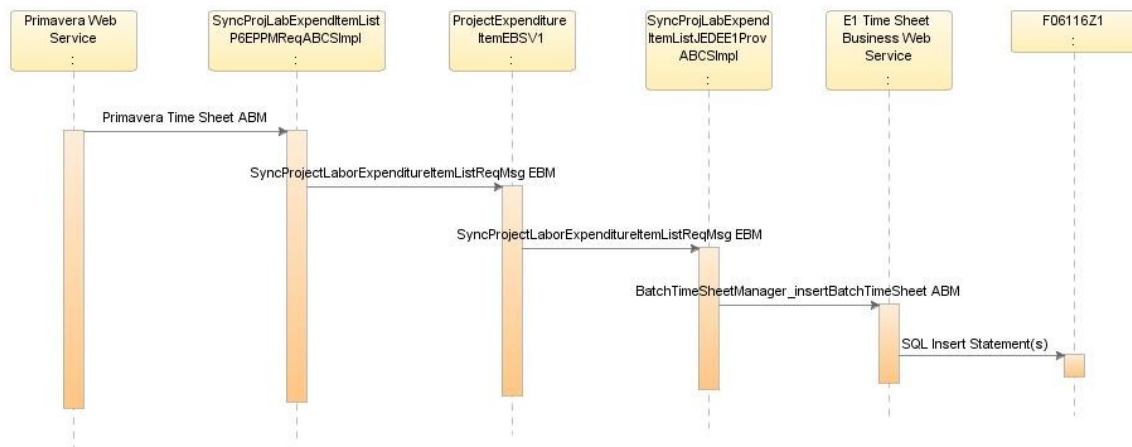 Primavera Web
Service
:
SyncProjLabExpendItemList
P6EPPMReqABCSImpl
:
ProjectExpenditure
ItemEBSV1
:
SyncProjLabExpend
ItemListJEDEE1Prov
ABCSImpl
:
E1 Time Sheet
Business Web
Service
:
F06116Z1
:
Primavera Time Sheet ABM
SyncProjectLaborExpenditureItemListReqMsg EBM
SyncProjectLaborExpenditureItemListReqMsg EBM
BatchTimeSheetManager_insertBatchTimeSheet ABM
SQL Insert Statement(s)